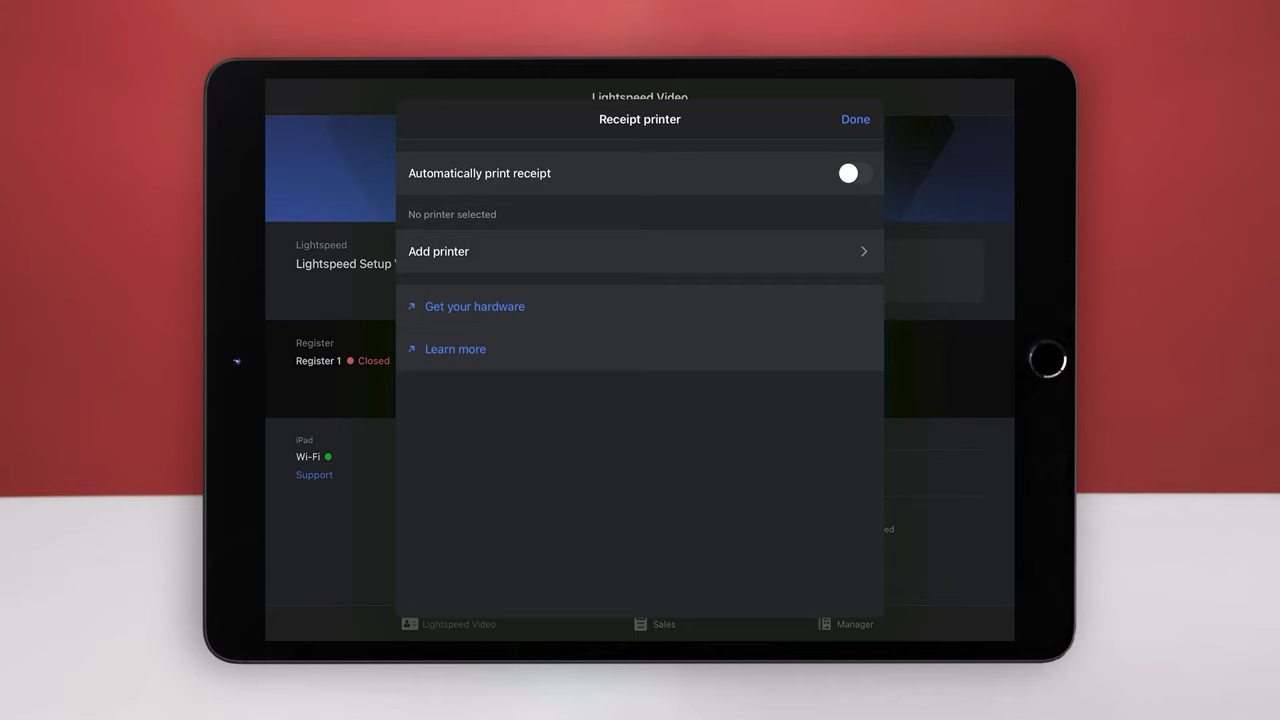 Lightspeed Video
Receipt printer
Done
Automatically print receipt
No printer selected
Add printer
Get your hardware
Learn more
Lightspeed
Lightspeed Setup
Register
Register 1 Closed
iPad
Wi-Fi
Support
ed
Lightspeed Video
Sales
Manager